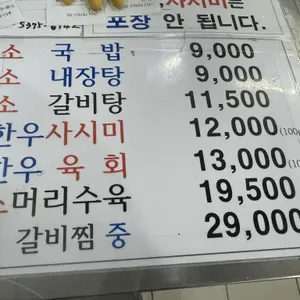 사시미는
포장 안 됩니다.
소 국밥 9,000
소 내장탕 9,000
소 갈비탕 11,500
한우사시미 12,000 (100
한우 육회 13,000 (10
소머리수육 19,500
갈비찜 중 29,000